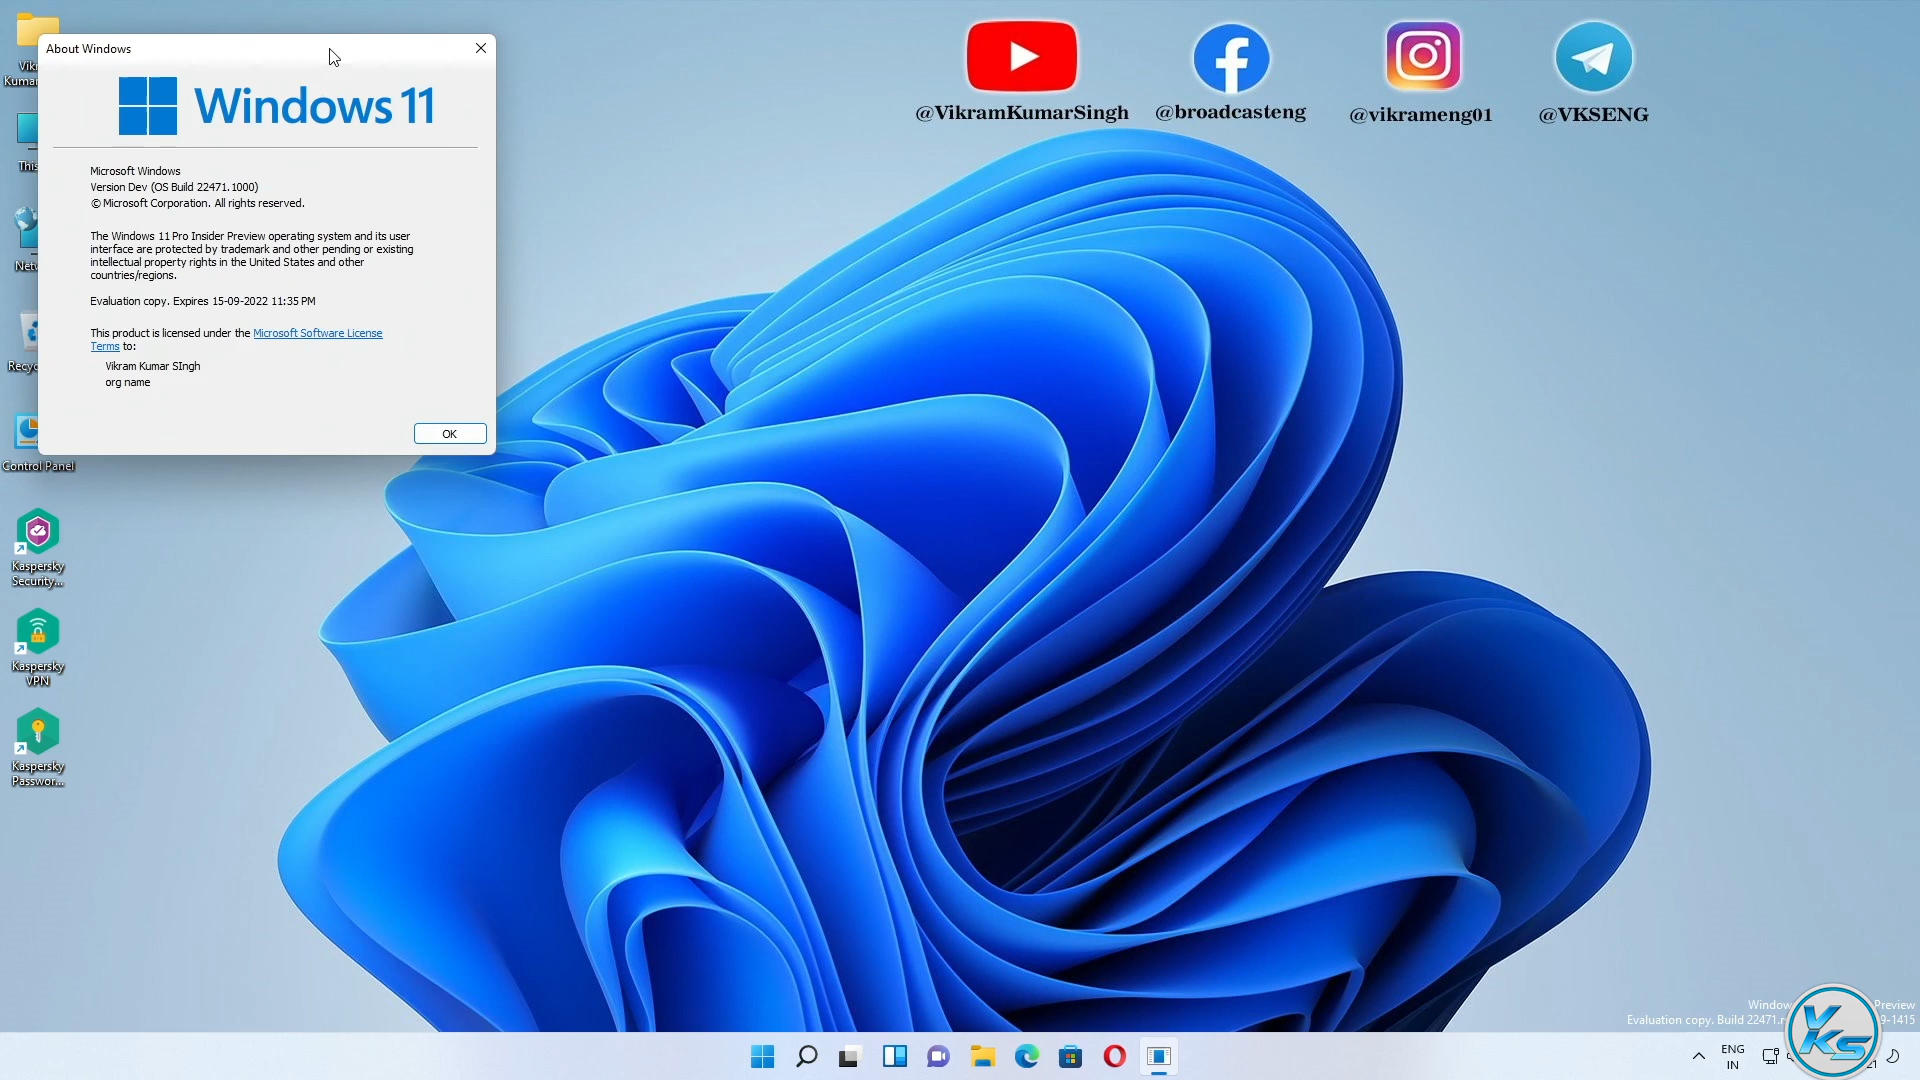 About Windows
Windows 11
Microsoft Windows
Version Dev (OS Build 22471.1000)
© Microsoft Corporation. All rights reserved.
The Windows 11 Pro Insider Preview operating system and its user
interface are protected by trademark and other pending or existing
intellectual property rights in the United States and other
countries/regions.
Evaluation copy. Expires 15-09-2022 11:35 PM
This product is licensed under the Microsoft Software License
Terms to:
Vikram Kumar SIngh
org name
OK
@VikramKumarSingh
@broadcasteng
@vikrameng01
@VKSENG
Control Panel
Kaspersky
Security...
Kaspersky
VPN
Kaspersky
Passwor...
Preview
Evaluation copy. Build 22471.
VKS
ENG
IN